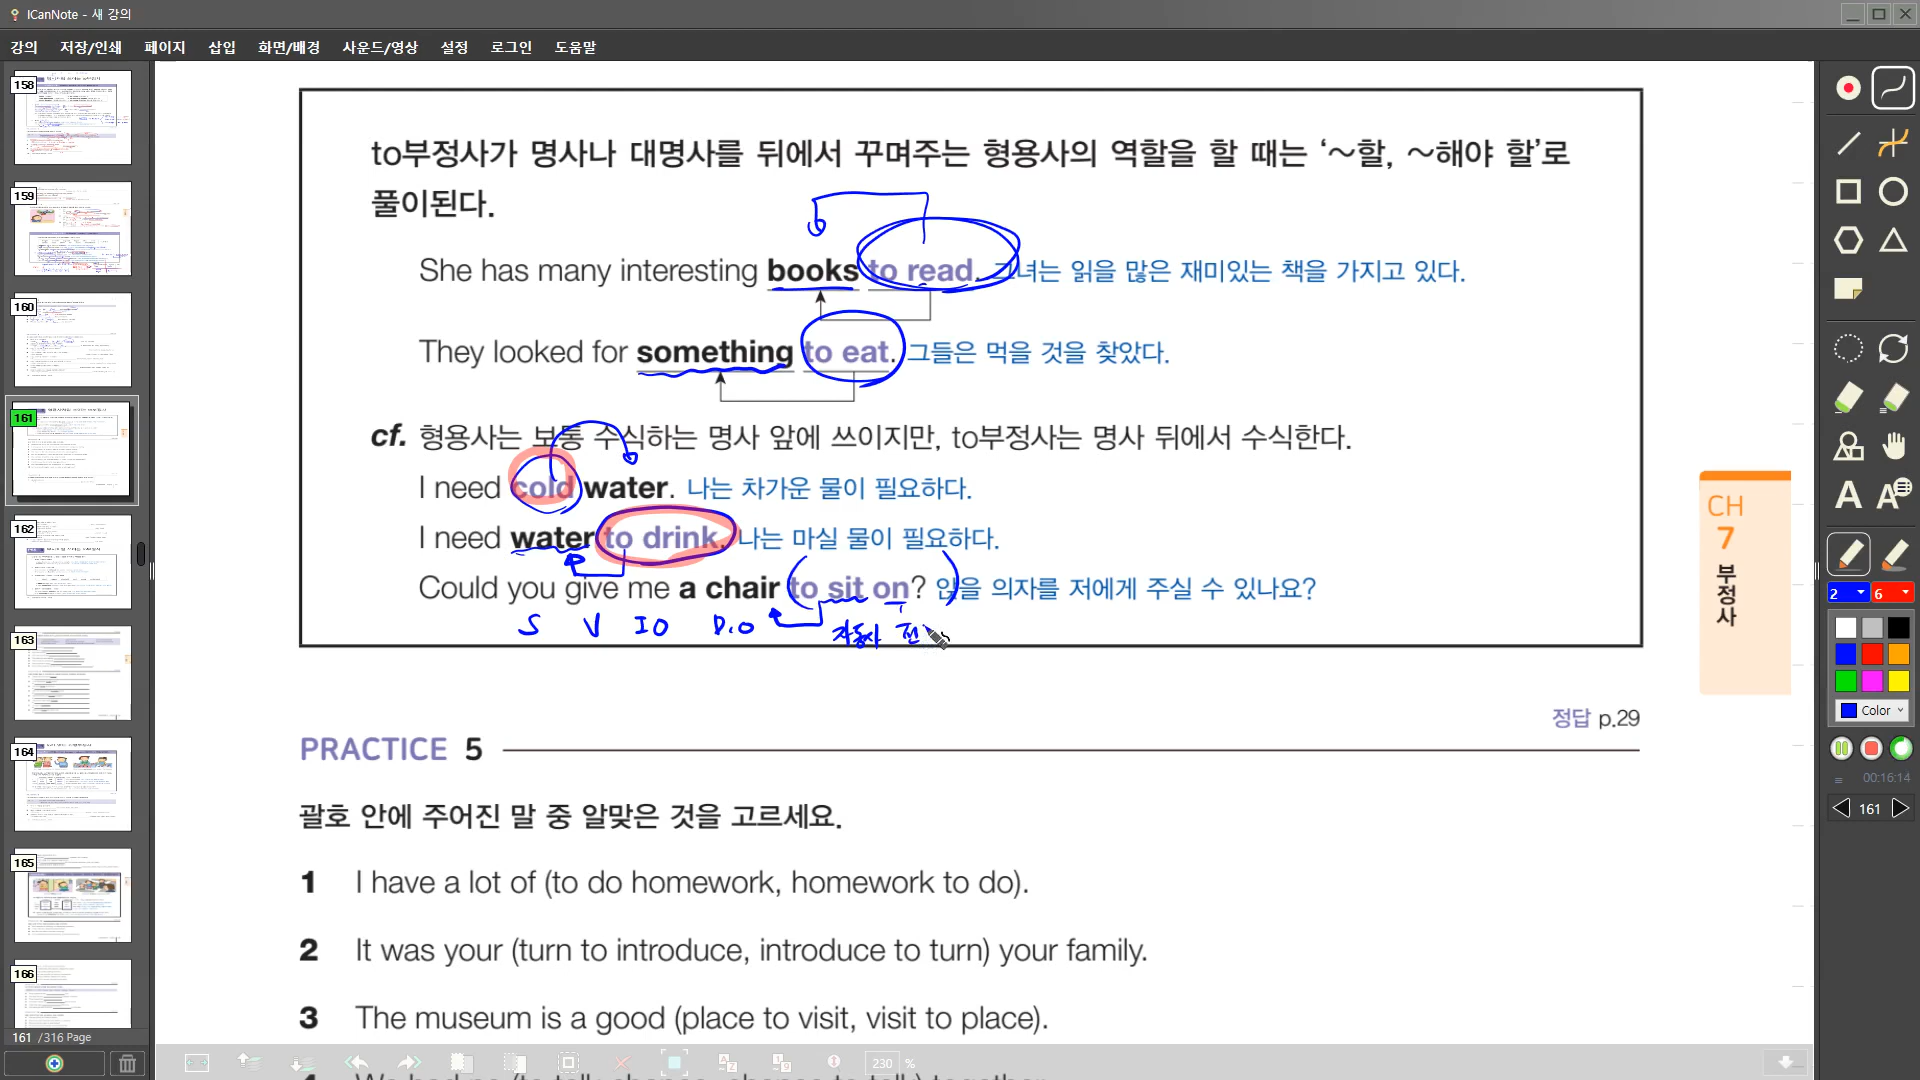 ICanNote - 새 강의
강의 저장/인쇄 페이지 삽입 화면/배경 사운드/영상 설정 로그인 도움말
158
159
160
161
162
163
164
165
166
161 /316 Page
to부정사가 명사나 대명사를 뒤에서 꾸며주는 형용사의 역할을 할 때는 ‘～할, ～해야 할’로
풀이된다.
She has many interesting books to read. 그녀는 읽을 많은 재미있는 책을 가지고 있다.
They looked for something to eat. 그들은 먹을 것을 찾았다.
cf. 형용사는 보통 수식하는 명사 앞에 쓰이지만, to부정사는 명사 뒤에서 수식한다.
I need cold water. 나는 차가운 물이 필요하다.
I need water to drink. 나는 마실 물이 필요하다.
Could you give me a chair to sit on? 앉을 의자를 저에게 주실 수 있나요?
S V IO D.O 자동사 전
정답 p.29
PRACTICE 5
괄호 안에 주어진 말 중 알맞은 것을 고르세요.
1 I have a lot of (to do homework, homework to do).
2 It was your (turn to introduce, introduce to turn) your family.
3 The museum is a good (place to visit, visit to place).
CH
7
부정사
2 6
Color
00:16:14
161
230 %